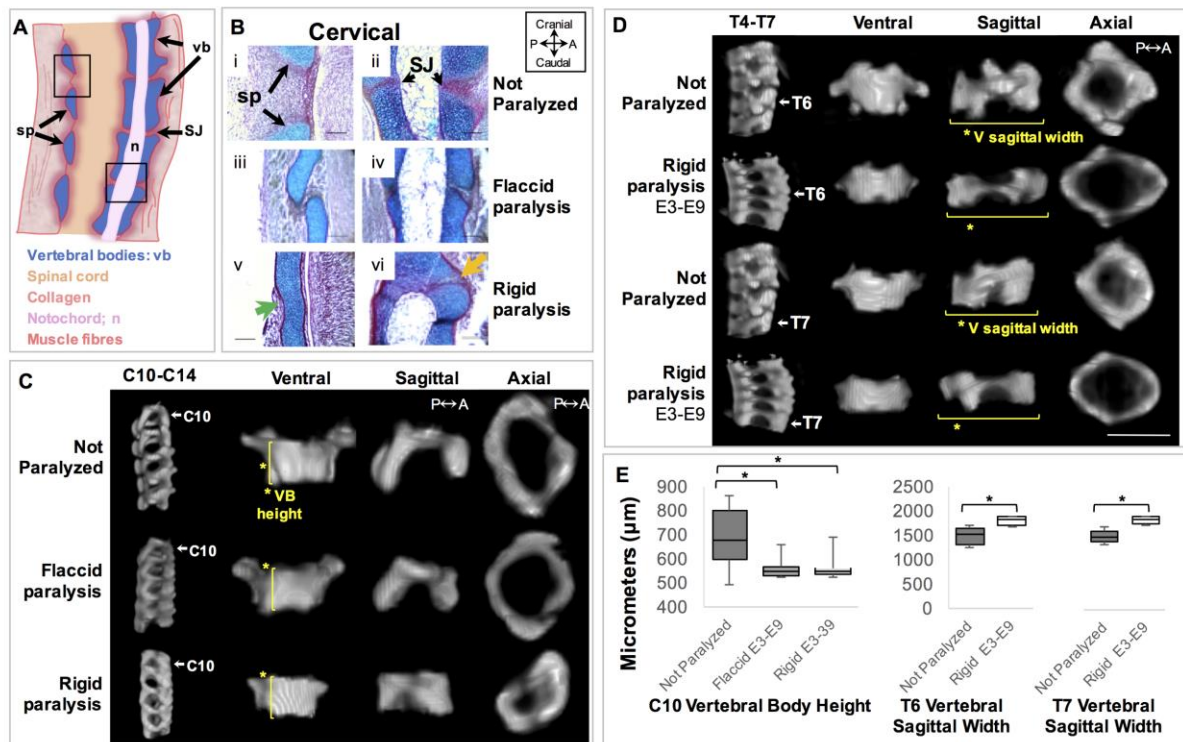 A
vb
sp
SJ
n
Vertebral bodies: vb
Spinal cord
Collagen
Notochord; n
Muscle fibres
B
Cervical
Cranial
P A
Caudal
i
ii
SJ
sp
Not
Paralyzed
iii
iv
Flaccid
paralysis
v
vi
Rigid
paralysis
C
C10-C14
Ventral
Sagittal
Axial
P↔A
P↔A
Not
Paralyzed
C10
*
* VB
height
Flaccid
paralysis
C10
*
Rigid
paralysis
C10
*
D
T4-T7
Ventral
Sagittal
Axial
P↔A
Not
Paralyzed
T6
* V sagittal width
Rigid
paralysis
E3-E9
T6
*
Not
Paralyzed
T7
* V sagittal width
Rigid
paralysis
E3-E9
T7
*
E
Micrometers (µm)
900
800
700
600
500
400
*
*
Not Paralyzed
Flaccid E3-E9
Rigid E3-39
C10 Vertebral Body Height
2500
2000
1500
1000
500
0
*
Not Paralyzed
Rigid E3-E9
T6 Vertebral
Sagittal Width
*
Not Paralyzed
Rigid E3-E9
T7 Vertebral
Sagittal Width